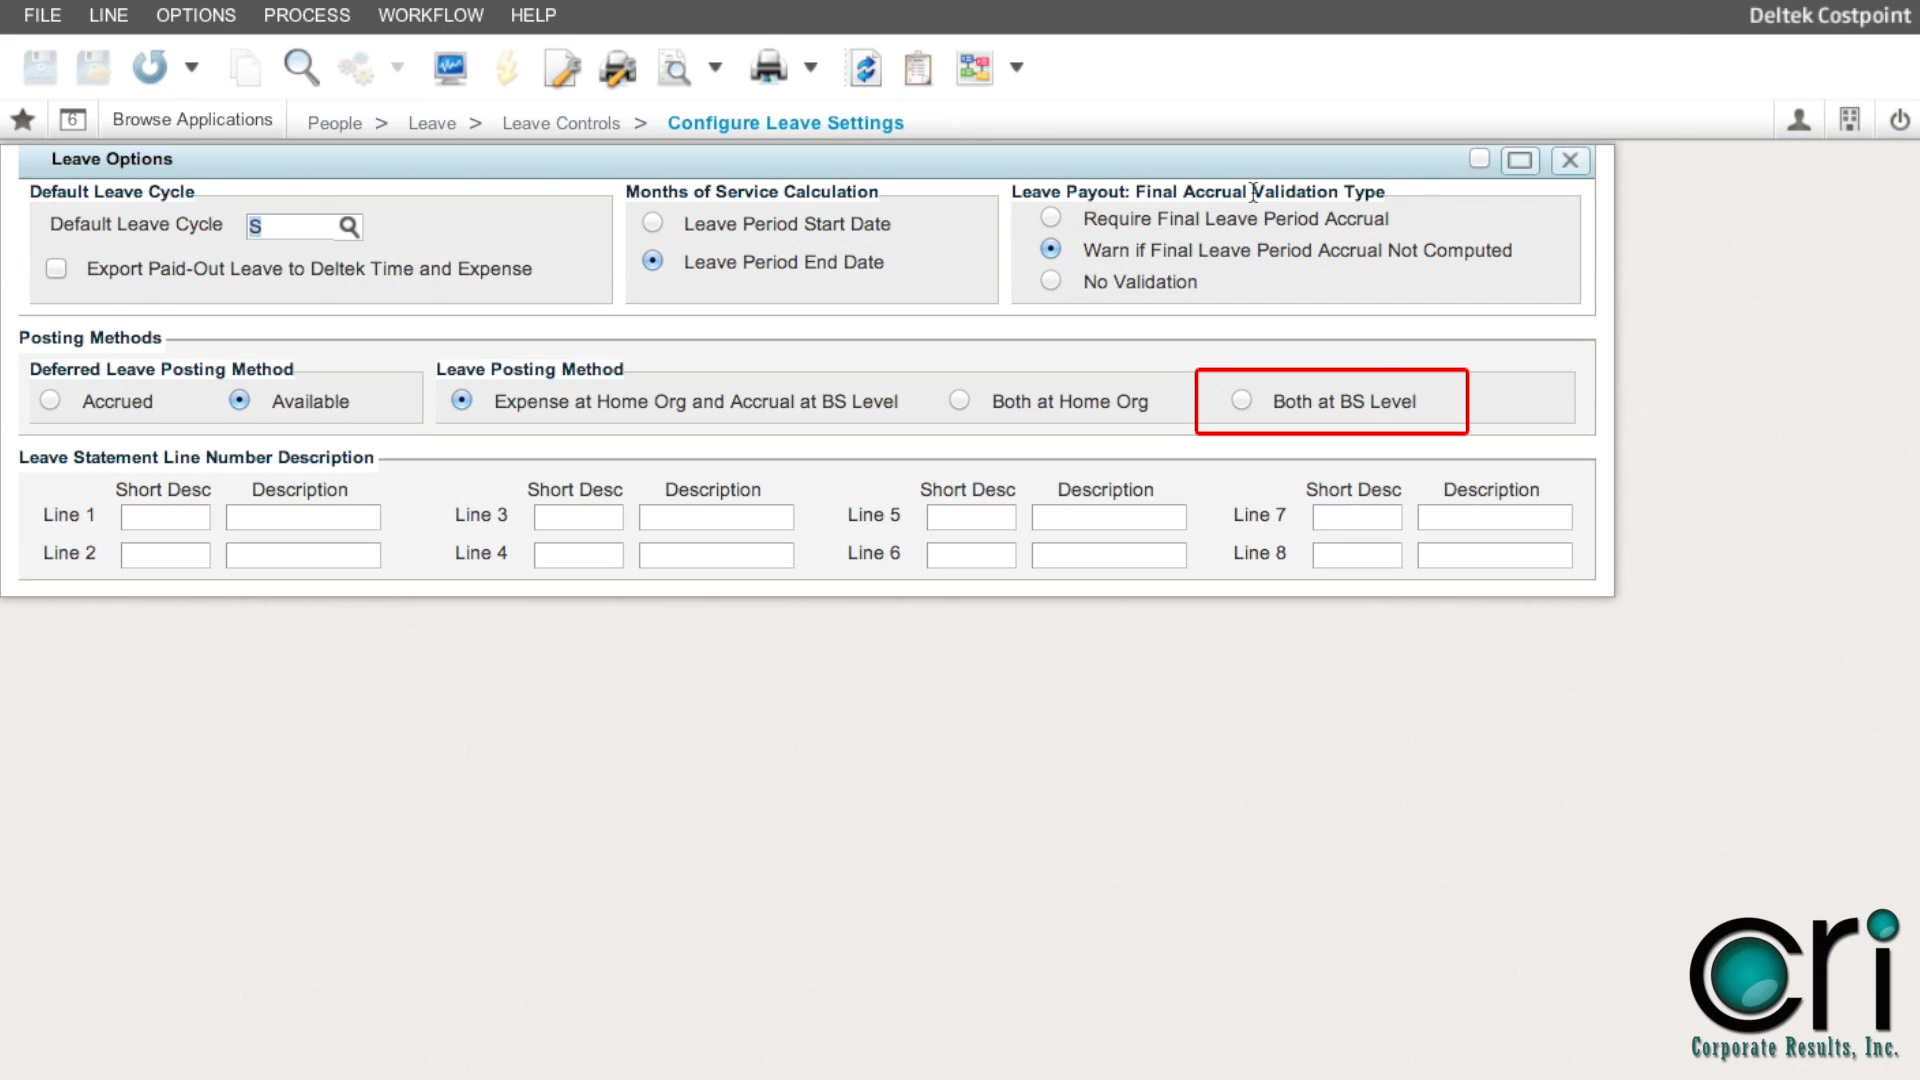 FILE LINE OPTIONS PROCESS WORKFLOW HELP Deltek Costpoint
6 Browse Applications People > Leave > Leave Controls > Configure Leave Settings
Leave Options
Default Leave Cycle Months of Service Calculation Leave Payout: Final Accrual Validation Type
Default Leave Cycle S Leave Period Start Date Require Final Leave Period Accrual
Export Paid-Out Leave to Deltek Time and Expense Leave Period End Date Warn if Final Leave Period Accrual Not Computed
No Validation
Posting Methods
Deferred Leave Posting Method Leave Posting Method
Accrued Available Expense at Home Org and Accrual at BS Level Both at Home Org Both at BS Level
Leave Statement Line Number Description
Short Desc Description Short Desc Description Short Desc Description Short Desc Description
Line 1 Line 3 Line 5 Line 7
Line 2 Line 4 Line 6 Line 8
cri
Corporate Results, Inc.